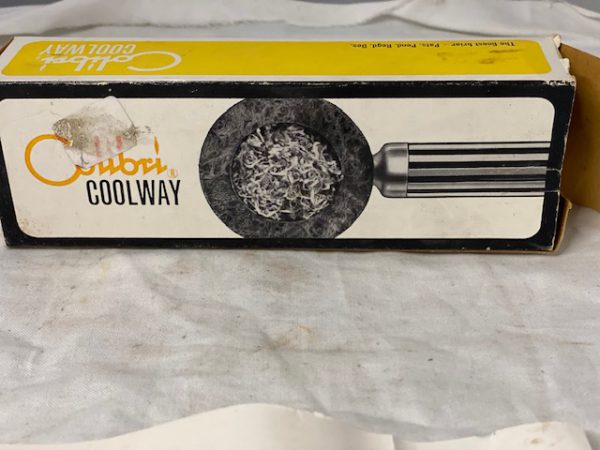 Colibri
COOLWAY
The finest briar - Pats. Pend. Regd. Des.
Colibri®
COOLWAY